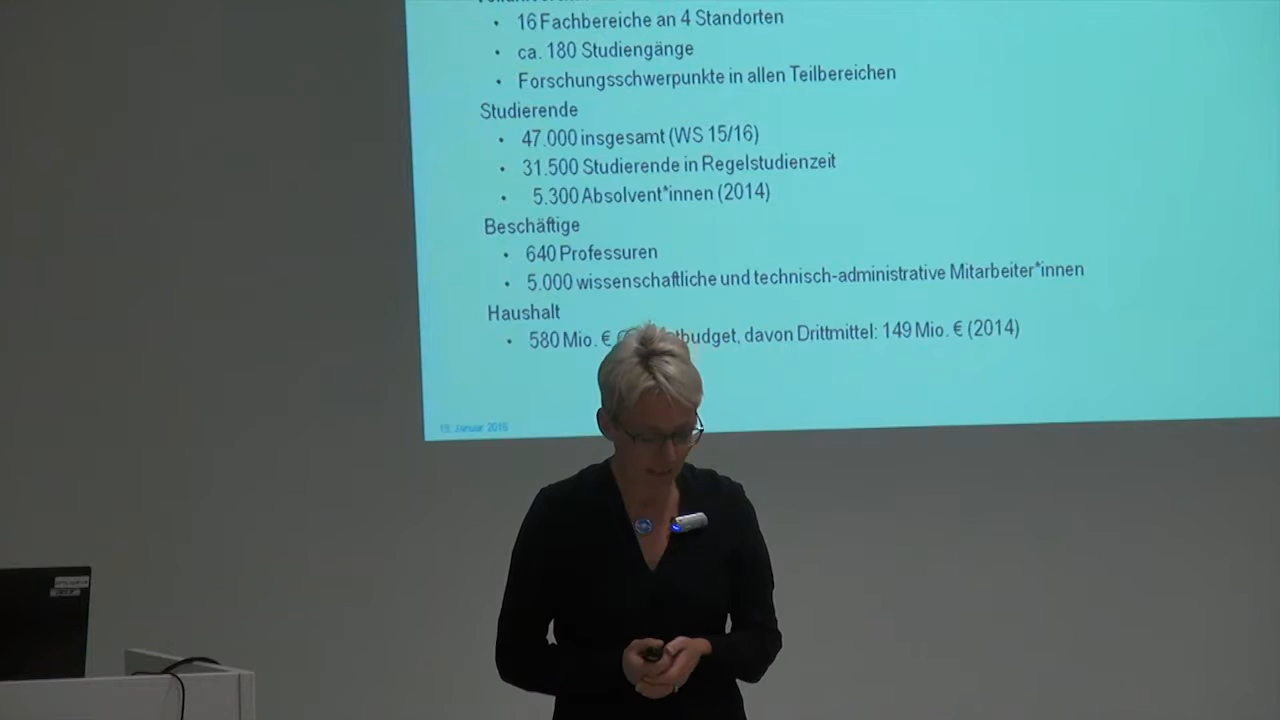 • 16 Fachbereiche an 4 Standorten
• ca. 180 Studiengänge
• Forschungsschwerpunkte in allen Teilbereichen
Studierende
• 47.000 insgesamt (WS 15/16)
• 31.500 Studierende in Regelstudienzeit
• 5.300 Absolvent*innen (2014)
Beschäftige
• 640 Professuren
• 5.000 wissenschaftliche und technisch-administrative Mitarbeiter*innen
Haushalt
• 580 Mio. € tbudget, davon Drittmittel: 149 Mio. € (2014)
19. Januar 2016